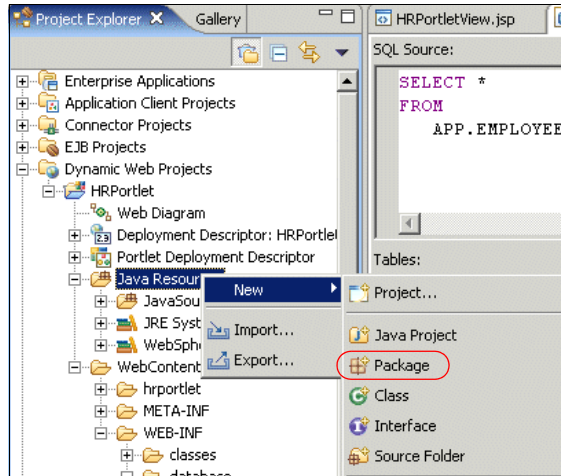 Project Explorer
Gallery
HRPortletView.jsp
SQL Source:
SELECT *
FROM
APP.EMPLOYEE
Tables:
Enterprise Applications
Application Client Projects
Connector Projects
EJB Projects
Dynamic Web Projects
HRPortlet
Web Diagram
Deployment Descriptor: HRPortlet
Portlet Deployment Descriptor
Java Resour
JavaSou
JRE Syst
WebSph
WebContent
hrportlet
META-INF
WEB-INF
classes
database
New
Import...
Export...
Project...
Java Project
Package
Class
Interface
Source Folder